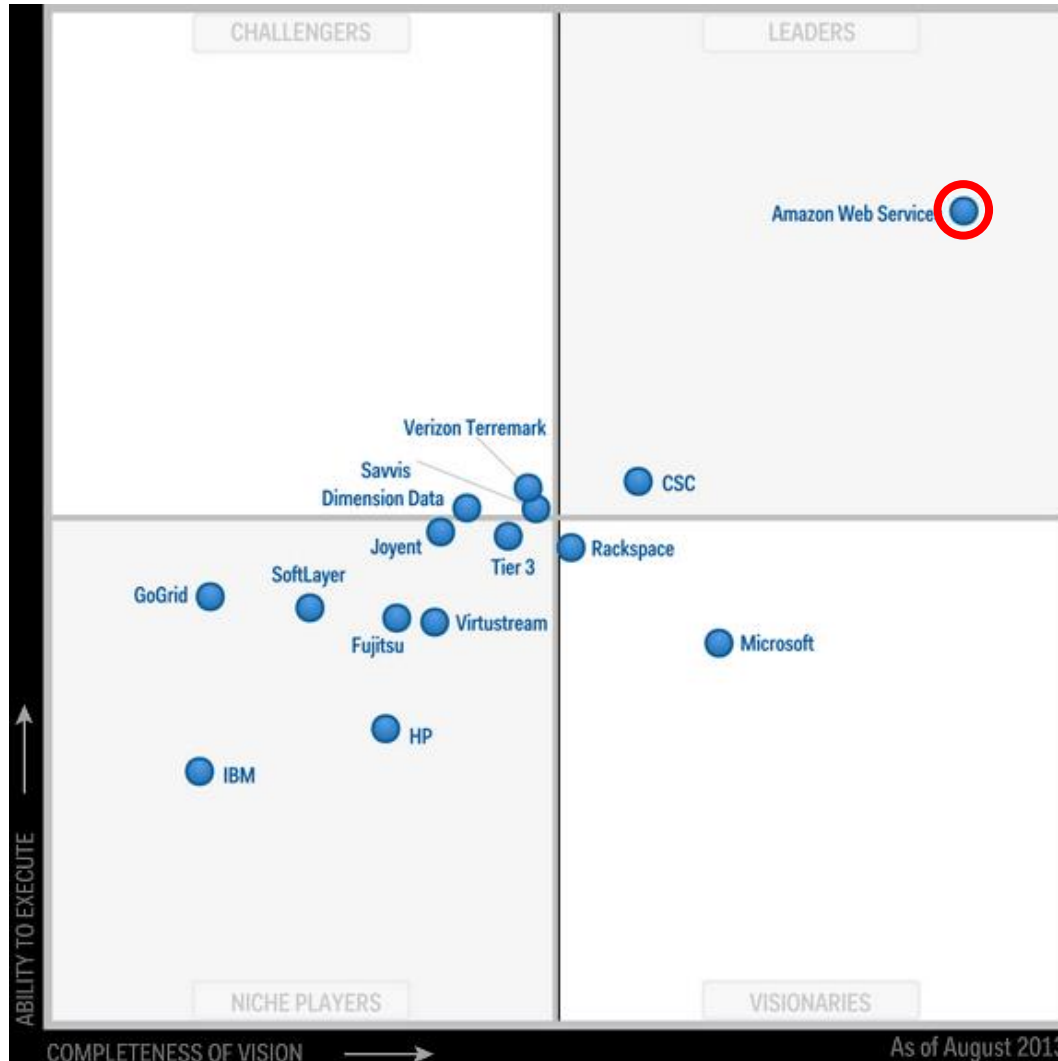 CHALLENGERS
LEADERS
Amazon Web Service
Verizon Terremark
Savvis
CSC
Dimension Data
Joyent
Tier 3
Rackspace
SoftLayer
GoGrid
Virtustream
Fujitsu
Microsoft
HP
IBM
ABILITY TO EXECUTE
NICHE PLAYERS
VISIONARIES
COMPLETENESS OF VISION
As of August 2013